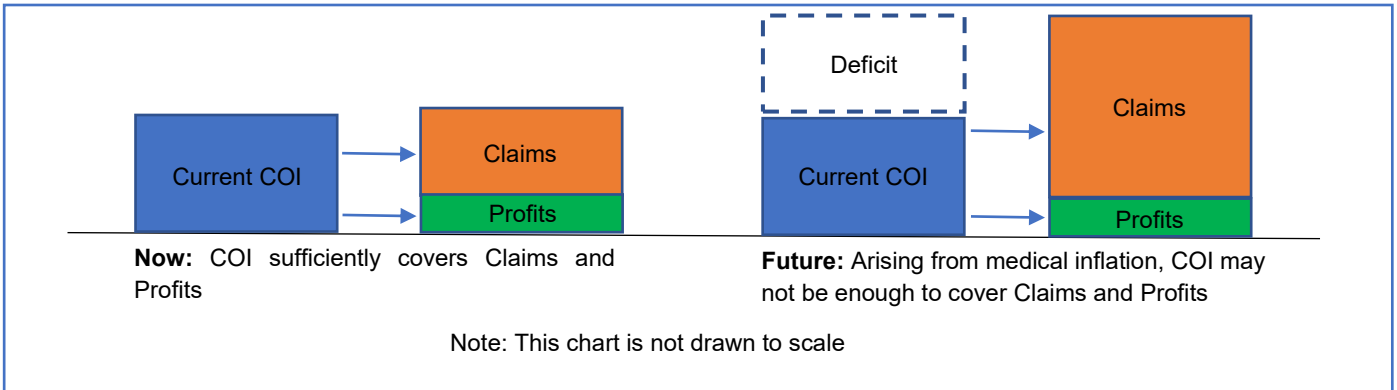 Deficit
Claims
Claims
Current COI
Current COI
Profits
Profits
Now: COI sufficiently covers Claims and
Profits
Future: Arising from medical inflation, COI may
not be enough to cover Claims and Profits
Note: This chart is not drawn to scale